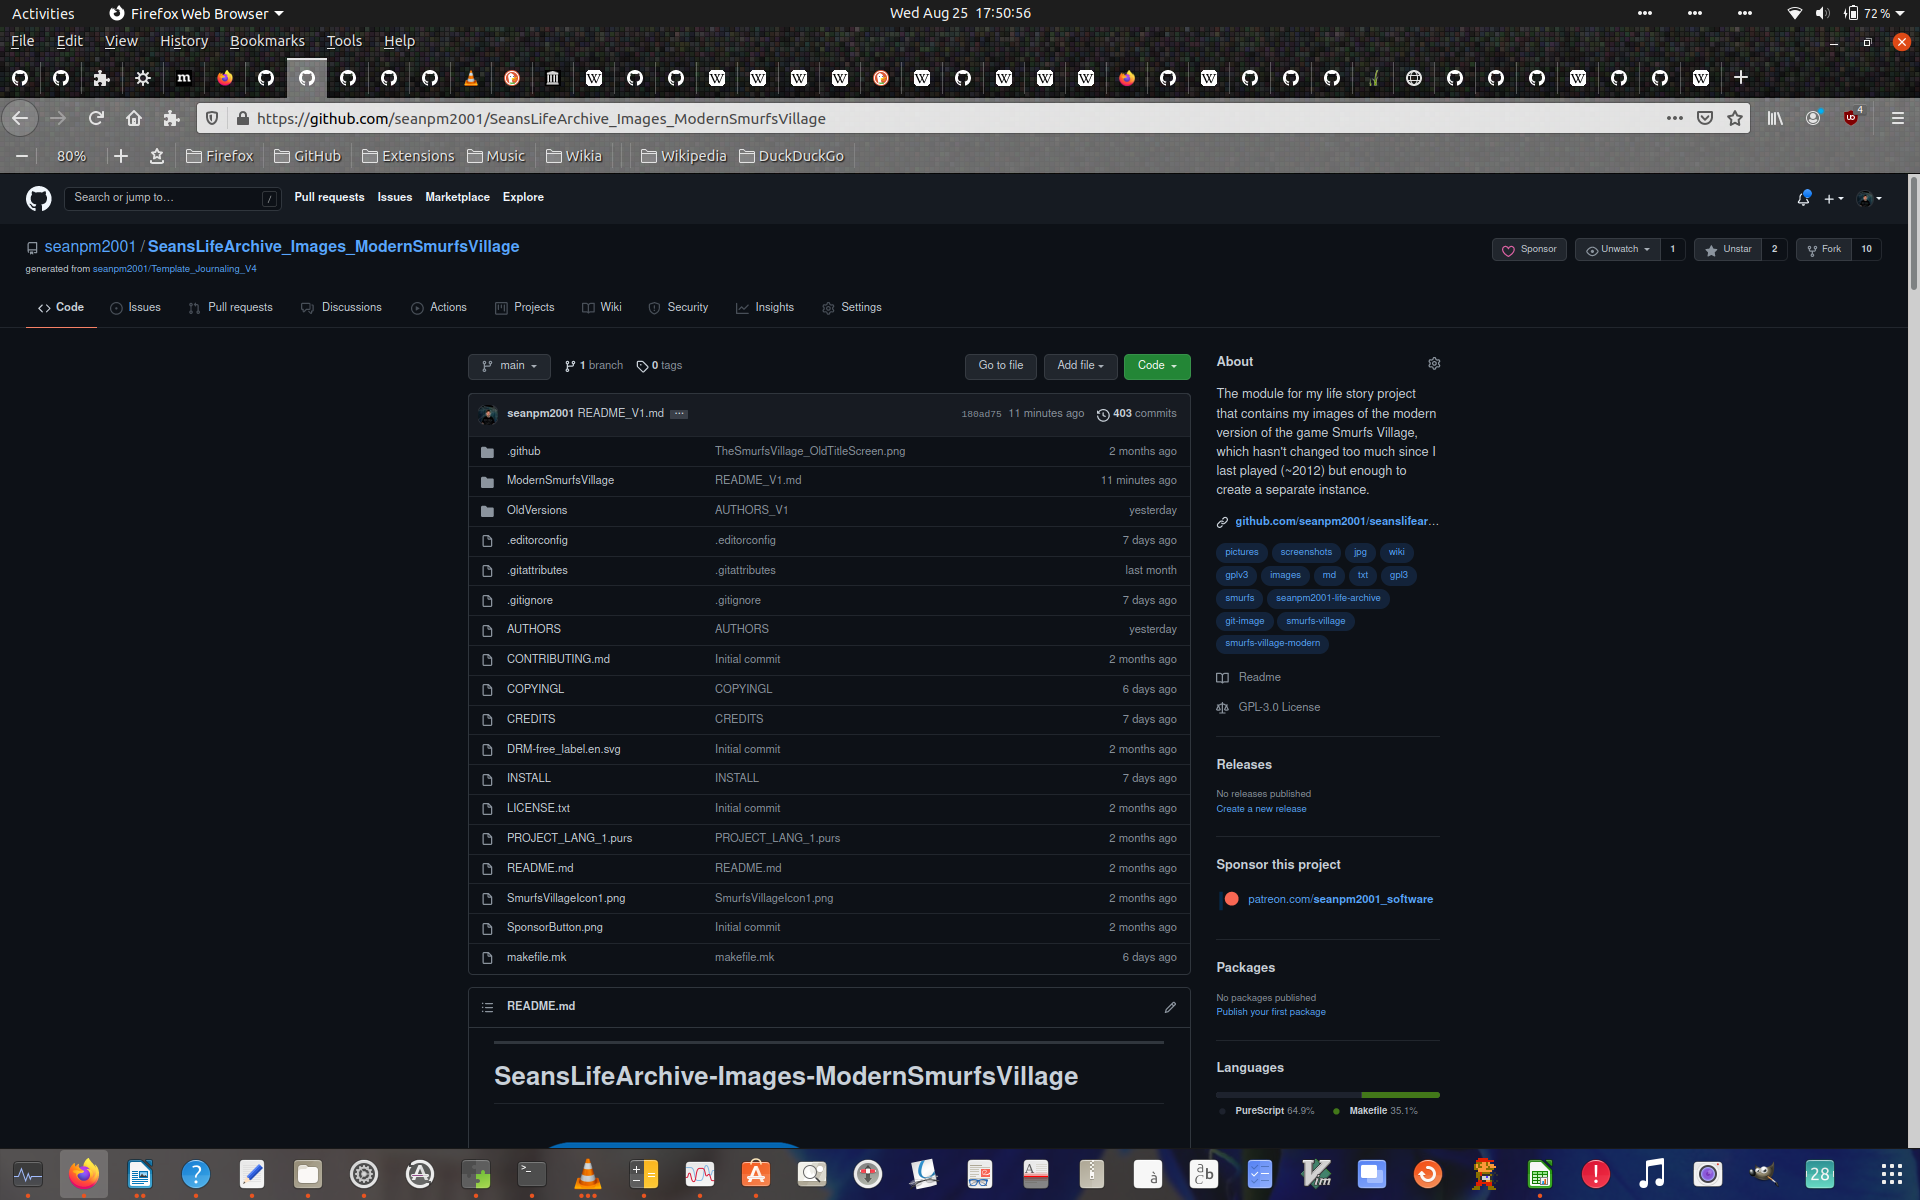 Activities Firefox Web Browser Wed Aug 25 17:50:56 72 %
File Edit View History Bookmarks Tools Help
https://github.com/seanpm2001/SeansLifeArchive_Images_ModernSmurfsVillage 4
80% Firefox GitHub Extensions Music Wikia Wikipedia DuckDuckGo
Search or jump to… / Pull requests Issues Marketplace Explore
seanpm2001 / SeansLifeArchive_Images_ModernSmurfsVillage Sponsor Unwatch 1 Unstar 2 Fork 10
generated from seanpm2001/Template_Journaling_V4
Code Issues Pull requests Discussions Actions Projects Wiki Security Insights Settings
main 1 branch 0 tags Go to file Add file Code
seanpm2001 README_V1.md 180ad75 11 minutes ago 403 commits
.github TheSmurfsVillage_OldTitleScreen.png 2 months ago
ModernSmurfsVillage README_V1.md 11 minutes ago
OldVersions AUTHORS_V1 yesterday
.editorconfig .editorconfig 7 days ago
.gitattributes .gitattributes last month
.gitignore .gitignore 7 days ago
AUTHORS AUTHORS yesterday
CONTRIBUTING.md Initial commit 2 months ago
COPYINGL COPYINGL 6 days ago
CREDITS CREDITS 7 days ago
DRM-free_label.en.svg Initial commit 2 months ago
INSTALL INSTALL 7 days ago
LICENSE.txt Initial commit 2 months ago
PROJECT_LANG_1.purs PROJECT_LANG_1.purs 2 months ago
README.md README.md 2 months ago
SmurfsVillageIcon1.png SmurfsVillageIcon1.png 2 months ago
SponsorButton.png Initial commit 2 months ago
makefile.mk makefile.mk 6 days ago
README.md
SeansLifeArchive-Images-ModernSmurfsVillage
About
The module for my life story project
that contains my images of the modern
version of the game Smurfs Village,
which hasn't changed too much since I
last played (~2012) but enough to
create a separate instance.
github.com/seanpm2001/seanslifear…
pictures screenshots jpg wiki
gplv3 images md txt gpl3
smurfs seanpm2001-life-archive
git-image smurfs-village
smurfs-village-modern
Readme
GPL-3.0 License
Releases
No releases published
Create a new release
Sponsor this project
patreon.com/seanpm2001_software
Packages
No packages published
Publish your first package
Languages
PureScript 64.9% Makefile 35.1%
28